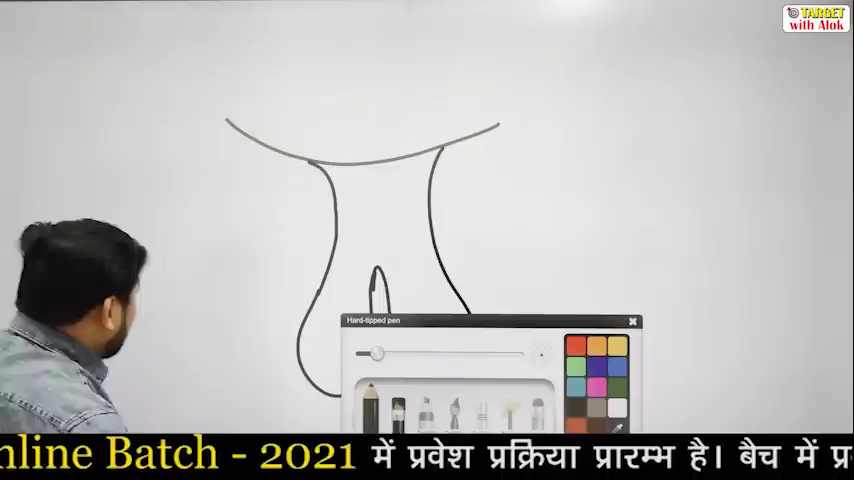 TARGET
with Alok
Hard-tipped pen
nline Batch - 2021 में प्रवेश प्रक्रिया प्रारम्भ है। बैच में प्र